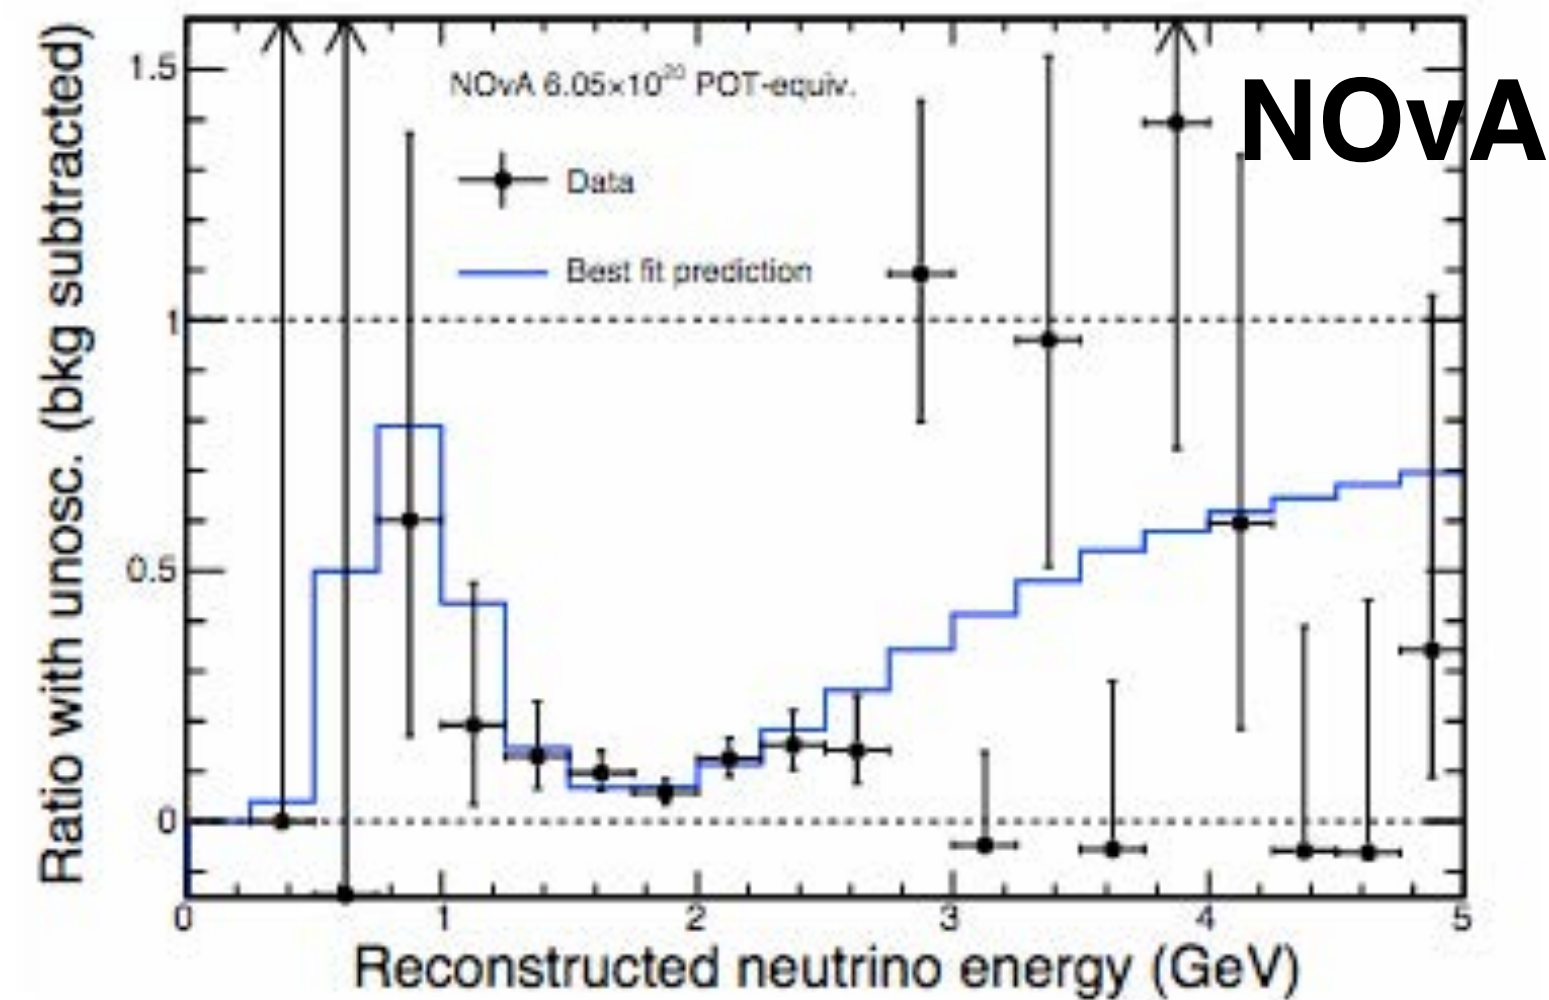 Ratio with unosc. (bkg subtracted)
1.5
1
0.5
0
NOvA 6.05×10²⁰ POT-equiv.
Data
Best fit prediction
NOvA
0 1 2 3 4 5
Reconstructed neutrino energy (GeV)